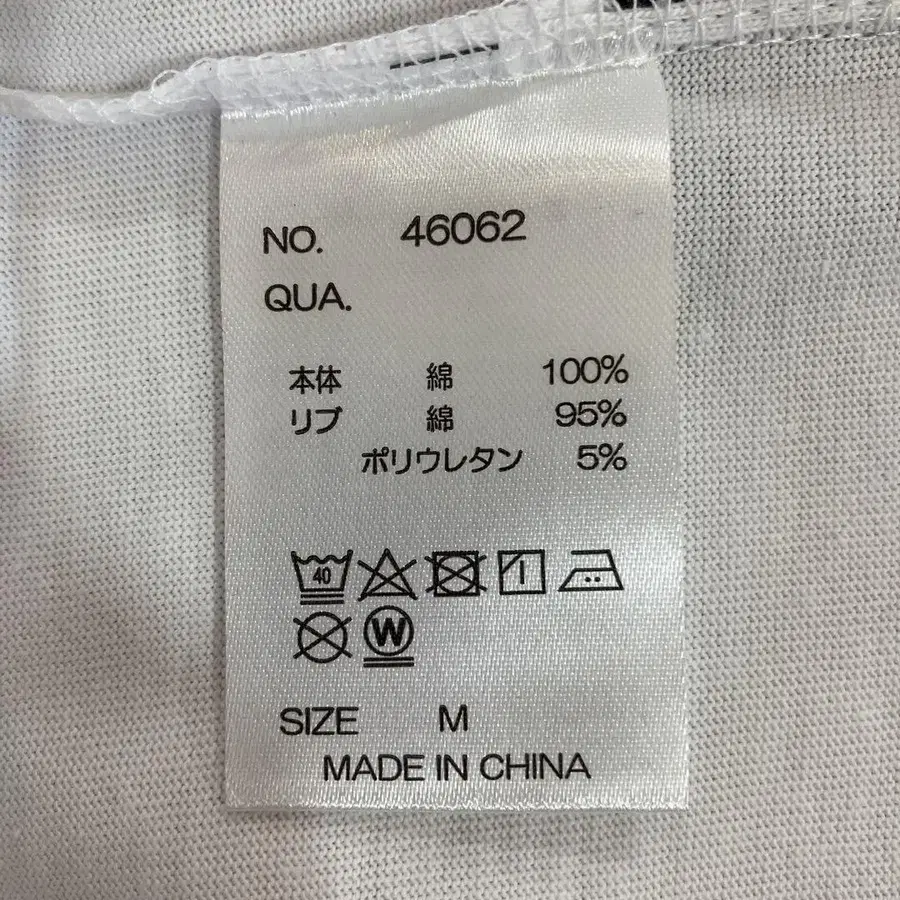 NO. 46062
QUA.
本体 綿 100%
リブ 綿 95%
ポリウレタン 5%
40
W
SIZE M
MADE IN CHINA